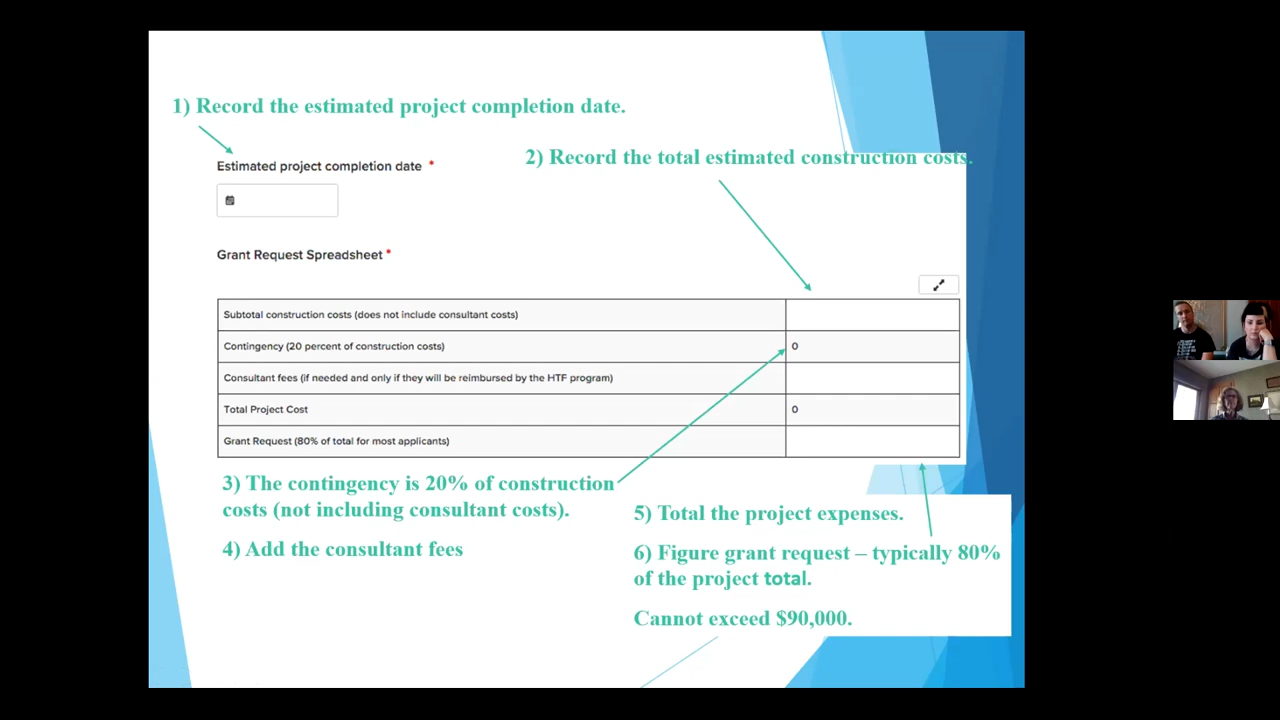 1) Record the estimated project completion date.
2) Record the total estimated construction costs.
Estimated project completion date *
Grant Request Spreadsheet *
Subtotal construction costs (does not include consultant costs)
Contingency (20 percent of construction costs) 0
Consultant fees (if needed and only if they will be reimbursed by the HTF program)
Total Project Cost 0
Grant Request (80% of total for most applicants)
3) The contingency is 20% of construction
costs (not including consultant costs).
4) Add the consultant fees
5) Total the project expenses.
6) Figure grant request – typically 80%
of the project total.
Cannot exceed $90,000.